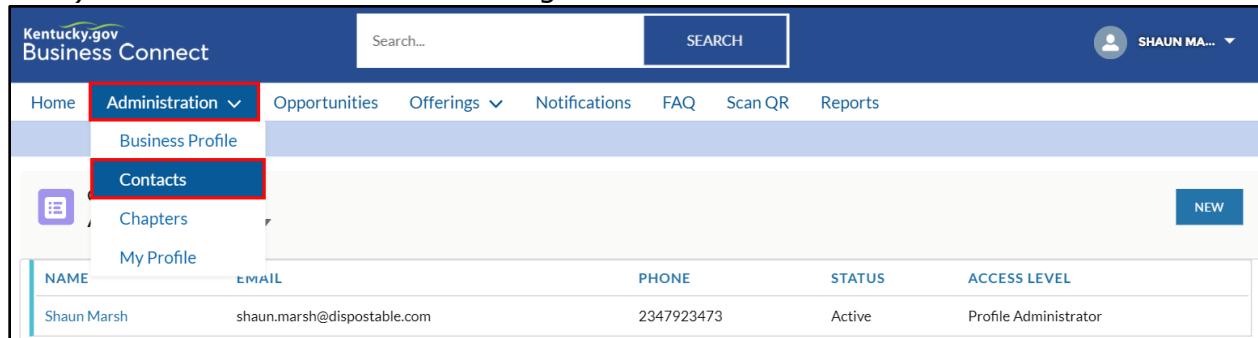 Kentucky.gov
Business Connect
Search...
SEARCH
SHAUN MA...
Home Administration Opportunities Offerings Notifications FAQ Scan QR Reports
Business Profile
Contacts
Chapters
My Profile
NEW
NAME EMAIL PHONE STATUS ACCESS LEVEL
Shaun Marsh shaun.marsh@dispostable.com 2347923473 Active Profile Administrator